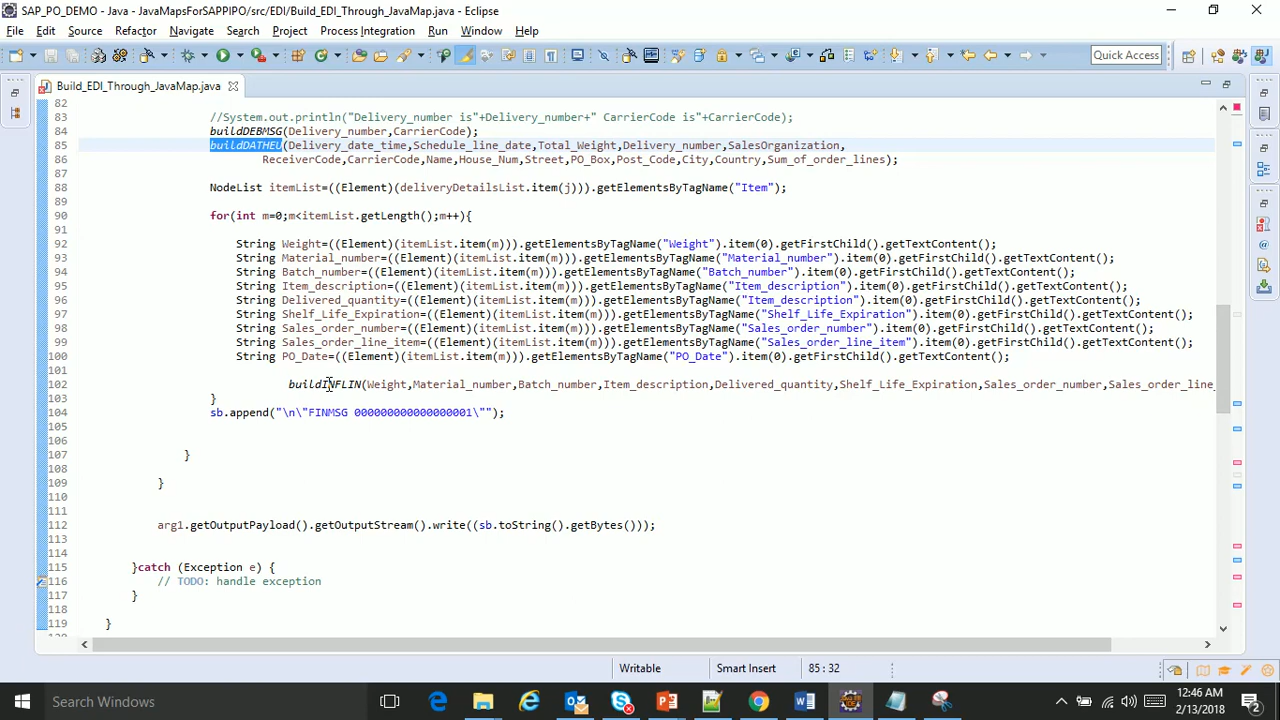 SAP_PO_DEMO - Java - JavaMapsForSAPPIPO/src/EDI/Build_EDI_Through_JavaMap.java - Eclipse
File Edit Source Refactor Navigate Search Project Process Integration Run Window Help
Quick Access
Build_EDI_Through_JavaMap.java
82
83 //System.out.println("Delivery_number is"+Delivery_number+" CarrierCode is"+CarrierCode);
84 buildDEBMSG(Delivery_number,CarrierCode);
85 buildDATHEU(Delivery_date_time,Schedule_line_date,Total_Weight,Delivery_number,SalesOrganization,
86 ReceiverCode,CarrierCode,Name,House_Num,Street,PO_Box,Post_Code,City,Country,Sum_of_order_lines);
87
88 NodeList itemList=((Element)(deliveryDetailsList.item(j))).getElementsByTagName("Item");
89
90 for(int m=0;m<itemList.getLength();m++){
91
92 String Weight=((Element)(itemList.item(m))).getElementsByTagName("Weight").item(0).getFirstChild().getTextContent();
93 String Material_number=((Element)(itemList.item(m))).getElementsByTagName("Material_number").item(0).getFirstChild().getTextContent();
94 String Batch_number=((Element)(itemList.item(m))).getElementsByTagName("Batch_number").item(0).getFirstChild().getTextContent();
95 String Item_description=((Element)(itemList.item(m))).getElementsByTagName("Item_description").item(0).getFirstChild().getTextContent();
96 String Delivered_quantity=((Element)(itemList.item(m))).getElementsByTagName("Item_description").item(0).getFirstChild().getTextContent();
97 String Shelf_Life_Expiration=((Element)(itemList.item(m))).getElementsByTagName("Shelf_Life_Expiration").item(0).getFirstChild().getTextContent();
98 String Sales_order_number=((Element)(itemList.item(m))).getElementsByTagName("Sales_order_number").item(0).getFirstChild().getTextContent();
99 String Sales_order_line_item=((Element)(itemList.item(m))).getElementsByTagName("Sales_order_line_item").item(0).getFirstChild().getTextContent();
100 String PO_Date=((Element)(itemList.item(m))).getElementsByTagName("PO_Date").item(0).getFirstChild().getTextContent();
101
102 buildINFLIN(Weight,Material_number,Batch_number,Item_description,Delivered_quantity,Shelf_Life_Expiration,Sales_order_number,Sales_order_line_
103 }
104 sb.append("\n\"FINMSG 000000000000000001\"");
105
106
107 }
108
109 }
110
111
112 arg1.getOutputPayload().getOutputStream().write((sb.toString().getBytes()));
113
114
115 }catch (Exception e) {
116 // TODO: handle exception
117 }
118
119 }
Writable Smart Insert 85 : 32
Search Windows
12:46 AM
2/13/2018
2